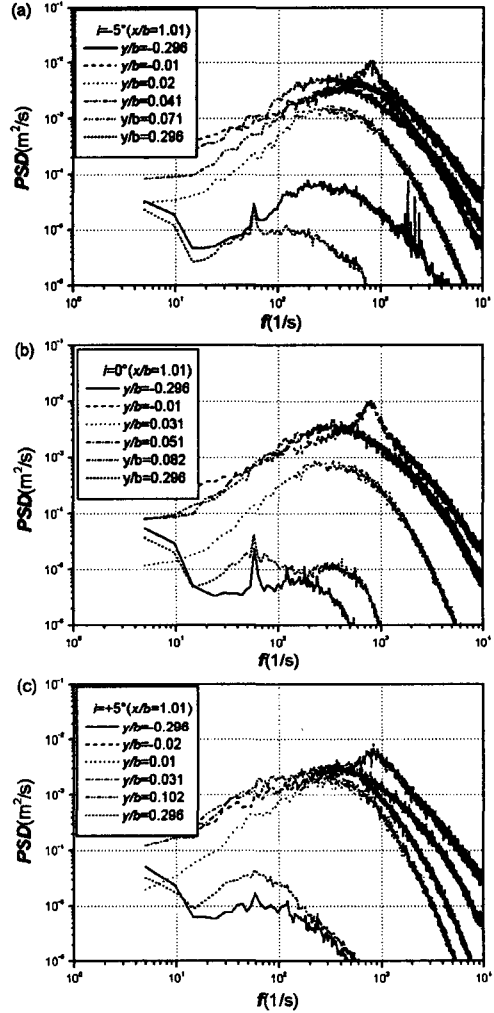 (a)
10⁻¹
i=-5°(x/b=1.01)
y/b=-0.296
y/b=-0.01
y/b=0.02
y/b=0.041
y/b=0.071
y/b=0.296
10⁻²
10⁻³
10⁻⁴
10⁻⁵
10⁻⁶
PSD(m²/s)
10⁰ 10¹ 10² 10³ 10⁴
f(1/s)
(b)
10⁻¹
i=0°(x/b=1.01)
y/b=-0.296
y/b=-0.01
y/b=0.031
y/b=0.051
y/b=0.082
y/b=0.296
10⁻²
10⁻³
10⁻⁴
10⁻⁵
10⁻⁶
PSD(m²/s)
10⁰ 10¹ 10² 10³ 10⁴
f(1/s)
(c)
10⁻¹
i=+5°(x/b=1.01)
y/b=-0.296
y/b=-0.02
y/b=0.01
y/b=0.031
y/b=0.102
y/b=0.296
10⁻²
10⁻³
10⁻⁴
10⁻⁵
10⁻⁶
PSD(m²/s)
10⁰ 10¹ 10² 10³ 10⁴
f(1/s)